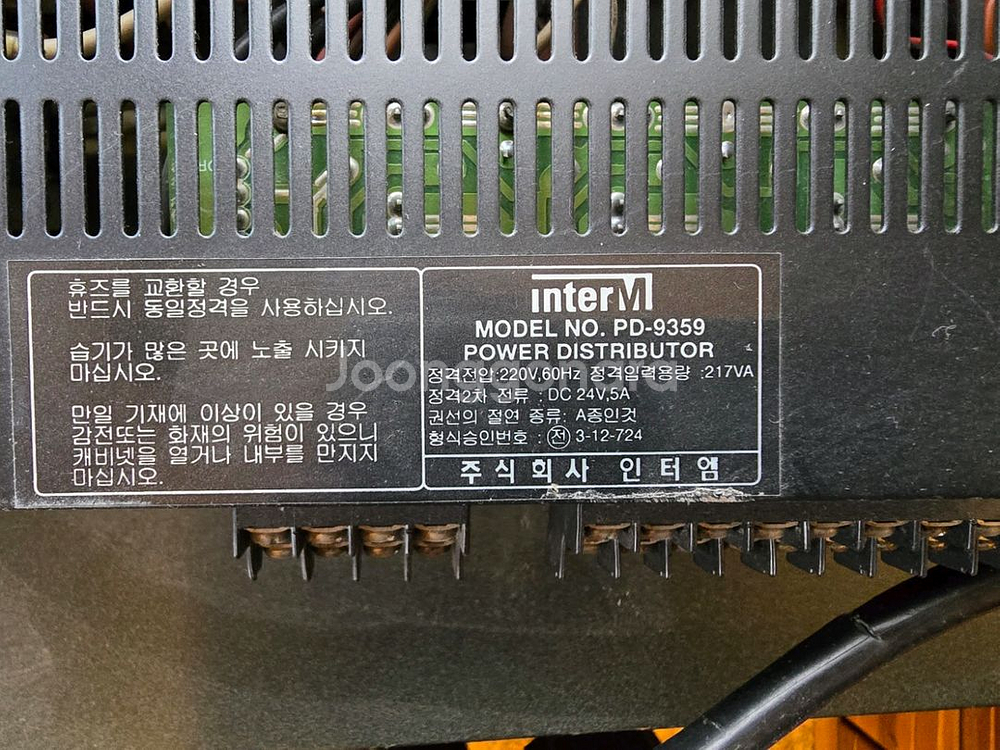 휴즈를 교환할 경우
반드시 동일정격을 사용하십시오.
습기가 많은 곳에 노출 시키지
마십시오.
만일 기재에 이상이 있을 경우
감전또는 화재의 위험이 있으니
캐비넷을 열거나 내부를 만지지
마십시오.
interM
MODEL NO. PD-9359
POWER DISTRIBUTOR
정격전압:220V,60Hz 정격입력용량 :217VA
정격2차 전류 : DC 24V,5A
권선의 절연 종류: A종인것
형식승인번호 : 전 3-12-724
주식회사 인터엠
Joonggonara